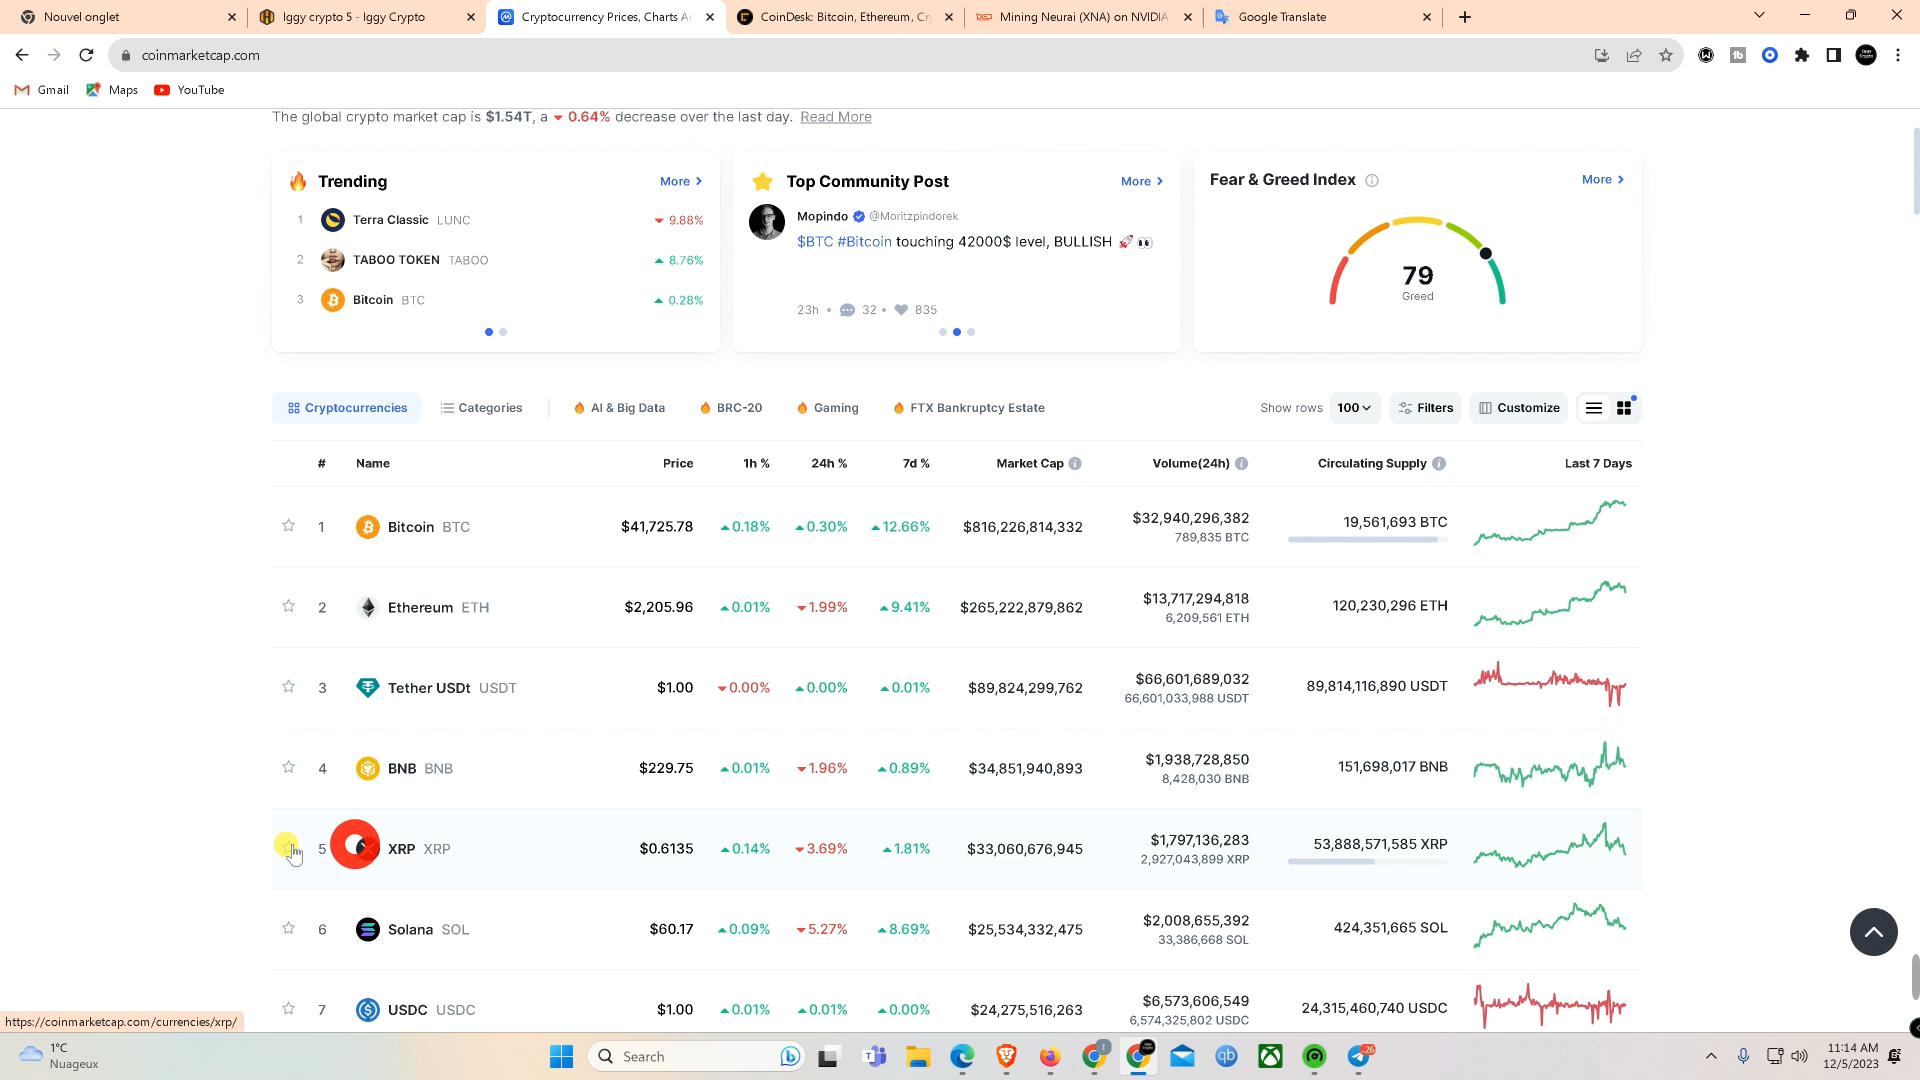 Nouvel onglet
Iggy crypto 5 - Iggy Crypto
Cryptocurrency Prices, Charts A
CoinDesk: Bitcoin, Ethereum, Cr
Mining Neurai (XNA) on NVIDIA
Google Translate
coinmarketcap.com
Gmail Maps YouTube
The global crypto market cap is $1.54T, a 0.64% decrease over the last day. Read More
Trending More
1 Terra Classic LUNC 9.88%
2 TABOO TOKEN TABOO 8.76%
3 Bitcoin BTC 0.28%
Top Community Post More
Mopindo @Moritzpindorek
$BTC #Bitcoin touching 42000$ level, BULLISH 🚀 👀
23h • 32 • 835
Fear & Greed Index More
79
Greed
Cryptocurrencies Categories AI & Big Data BRC-20 Gaming FTX Bankruptcy Estate Show rows 100 Filters Customize
# Name Price 1h % 24h % 7d % Market Cap Volume(24h) Circulating Supply Last 7 Days
1 Bitcoin BTC $41,725.78 0.18% 0.30% 12.66% $816,226,814,332 $32,940,296,382 19,561,693 BTC
789,835 BTC
2 Ethereum ETH $2,205.96 0.01% 1.99% 9.41% $265,222,879,862 $13,717,294,818 120,230,296 ETH
6,209,561 ETH
3 Tether USDt USDT $1.00 0.00% 0.00% 0.01% $89,824,299,762 $66,601,689,032 89,814,116,890 USDT
66,601,033,988 USDT
4 BNB BNB $229.75 0.01% 1.96% 0.89% $34,851,940,893 $1,938,728,850 151,698,017 BNB
8,428,030 BNB
5 XRP XRP $0.6135 0.14% 3.69% 1.81% $33,060,676,945 $1,797,136,283 53,888,571,585 XRP
2,927,043,899 XRP
6 Solana SOL $60.17 0.09% 5.27% 8.69% $25,534,332,475 $2,008,655,392 424,351,665 SOL
33,386,668 SOL
7 USDC USDC $1.00 0.01% 0.01% 0.00% $24,275,516,263 $6,573,606,549 24,315,460,740 USDC
6,574,325,802 USDC
https://coinmarketcap.com/currencies/xrp/
1°C
Nuageux
Search
26
11:14 AM
12/5/2023